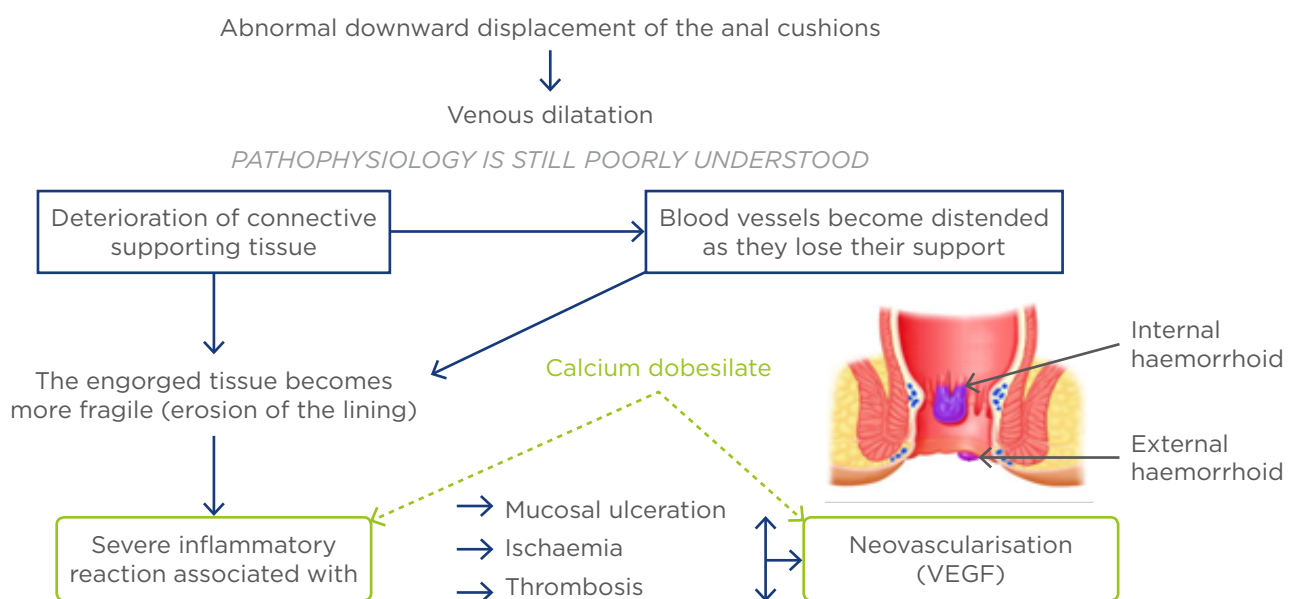 Abnormal downward displacement of the anal cushions
Venous dilatation
PATHOPHYSIOLOGY IS STILL POORLY UNDERSTOOD
Deterioration of connective
supporting tissue
Blood vessels become distended
as they lose their support
Internal
haemorrhoid
Calcium dobesilate
The engorged tissue becomes
more fragile (erosion of the lining)
External
haemorrhoid
Severe inflammatory
reaction associated with
Mucosal ulceration
Ischaemia
Thrombosis
Neovascularisation
(VEGF)